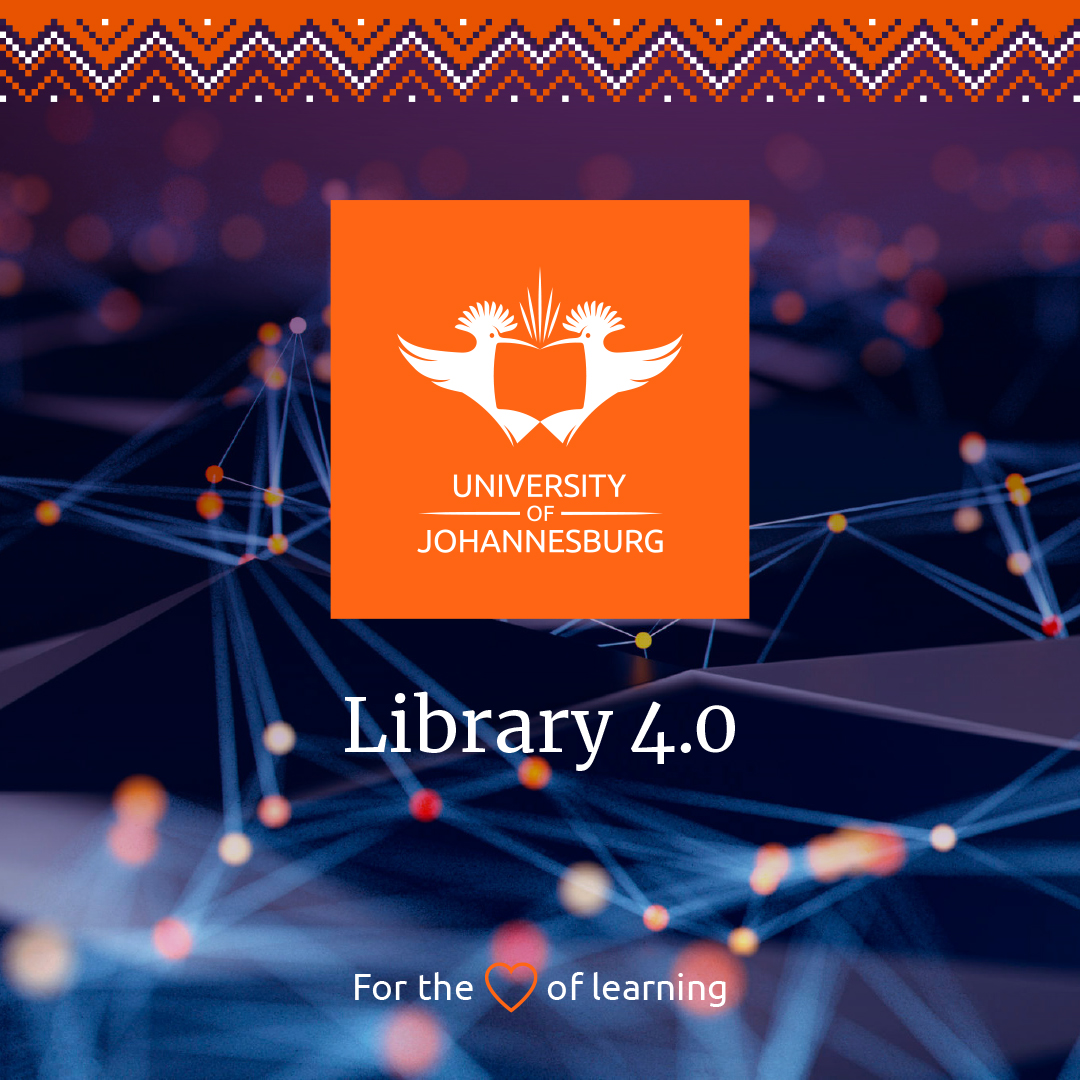 UNIVERSITY
OF
JOHANNESBURG
Library 4.0
For the of learning